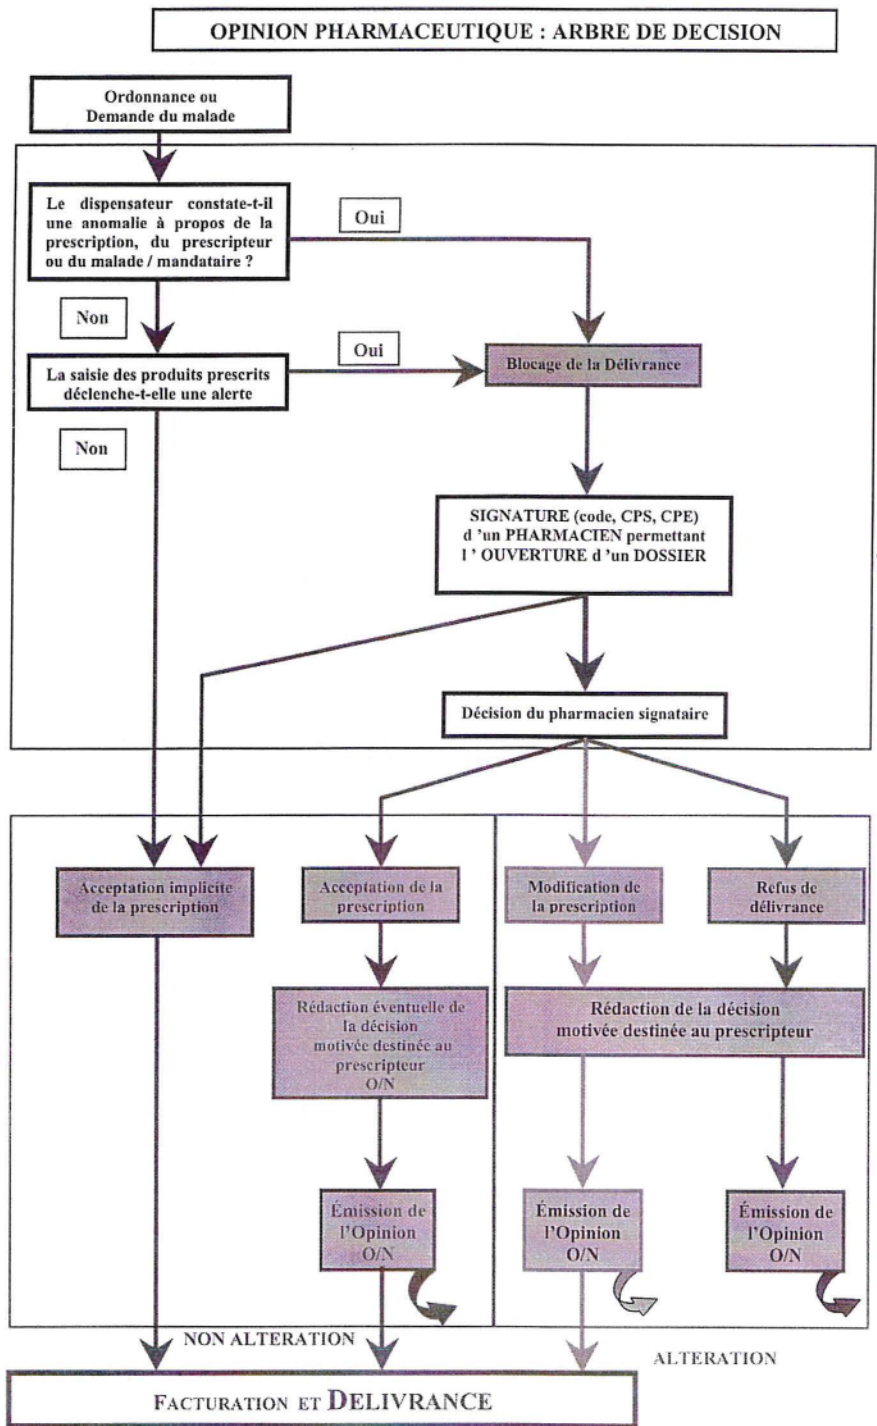 OPINION PHARMACEUTIQUE : ARBRE DE DECISION
Ordonnance ou
Demande du malade
Le dispensateur constate-t-il
une anomalie à propos de la
prescription, du prescripteur
ou du malade / mandataire ?
Oui
Non
La saisie des produits prescrits
déclenche-t-elle une alerte
Oui
Blocage de la Délivrance
Non
SIGNATURE (code, CPS, CPE)
d 'un PHARMACIEN permettant
l ' OUVERTURE d 'un DOSSIER
Décision du pharmacien signataire
Acceptation implicite
de la prescription
Acceptation de la
prescription
Modification de
la prescription
Refus de
délivrance
Rédaction éventuelle de
la décision
motivée destinée au
prescripteur
O/N
Rédaction de la décision
motivée destinée au prescripteur
Émission de
l'Opinion
O/N
Émission de
l'Opinion
O/N
Émission de
l'Opinion
O/N
NON ALTERATION
ALTERATION
FACTURATION ET DELIVRANCE